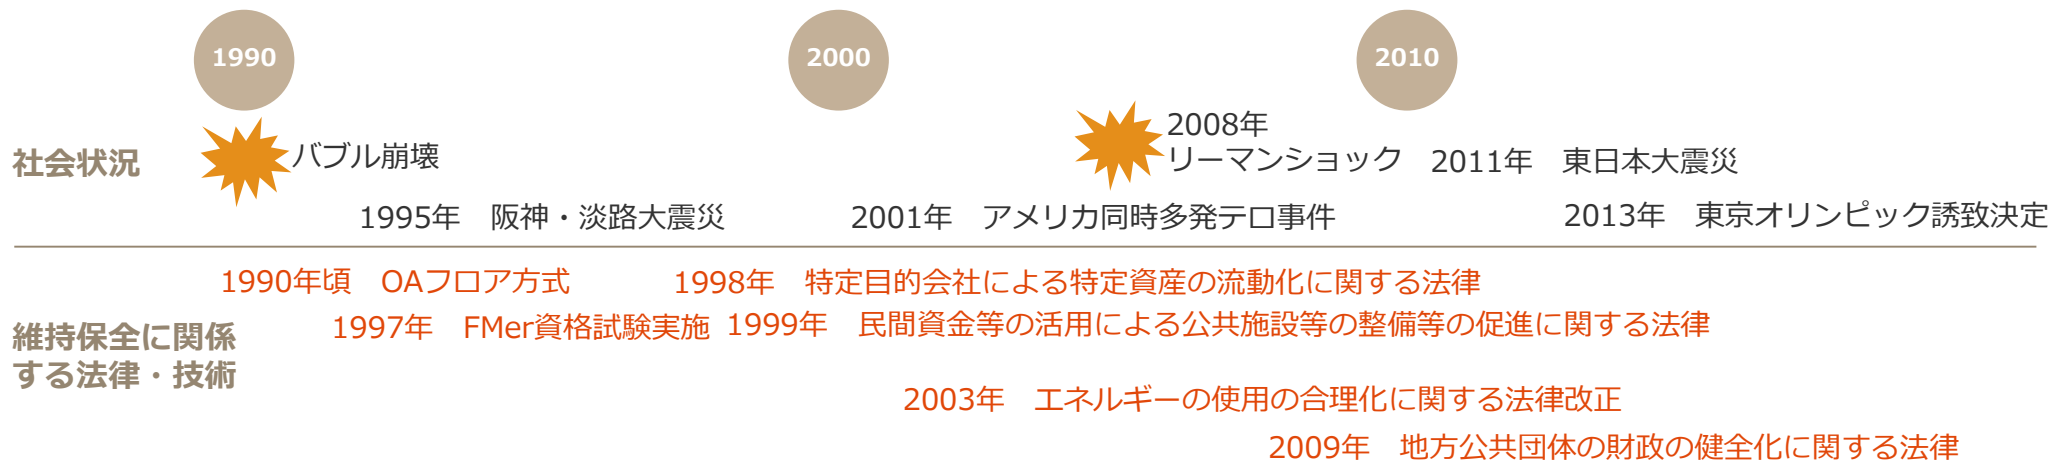 1990
2000
2010
社会状況
バブル崩壊
2008年
リーマンショック
2011年　東日本大震災
1995年　阪神・淡路大震災
2001年　アメリカ同時多発テロ事件
2013年　東京オリンピック誘致決定
維持保全に関係
する法律・技術
1990年頃　OAフロア方式
1998年　特定目的会社による特定資産の流動化に関する法律
1997年　FMer資格試験実施
1999年　民間資金等の活用による公共施設等の整備等の促進に関する法律
2003年　エネルギーの使用の合理化に関する法律改正
2009年　地方公共団体の財政の健全化に関する法律